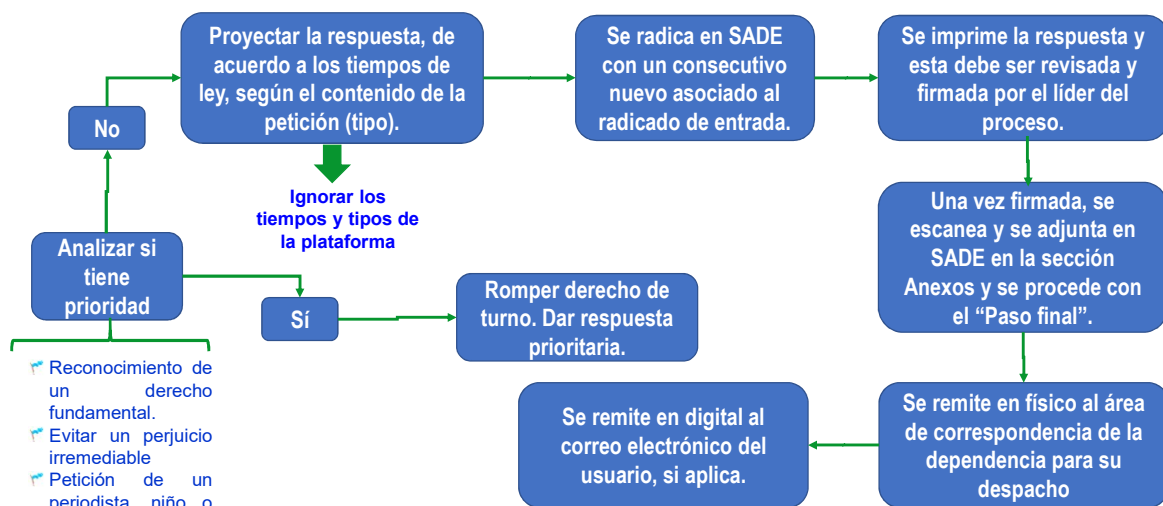 Proyectar la respuesta, de
acuerdo a los tiempos de
ley, según el contenido de la
petición (tipo).
Se radica en SADE
con un consecutivo
nuevo asociado al
radicado de entrada.
Se imprime la respuesta y
esta debe ser revisada y
firmada por el líder del
proceso.
No
Ignorar los
tiempos y tipos de
la plataforma
Una vez firmada, se
escanea y se adjunta en
SADE en la sección
Anexos y se procede con
el “Paso final”.
Analizar si
tiene
prioridad
Sí
Romper derecho de
turno. Dar respuesta
prioritaria.
Reconocimiento de
un derecho
fundamental.
Evitar un perjuicio
irremediable
Petición de un
periodista, niño o
Se remite en digital al
correo electrónico del
usuario, si aplica.
Se remite en físico al área
de correspondencia de la
dependencia para su
despacho